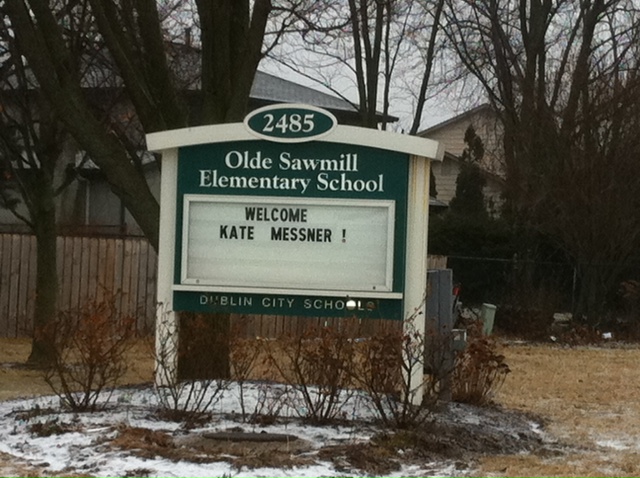 2485
Olde Sawmill
Elementary School
WELCOME
KATE MESSNER !
DUBLIN CITY SCHOOLS